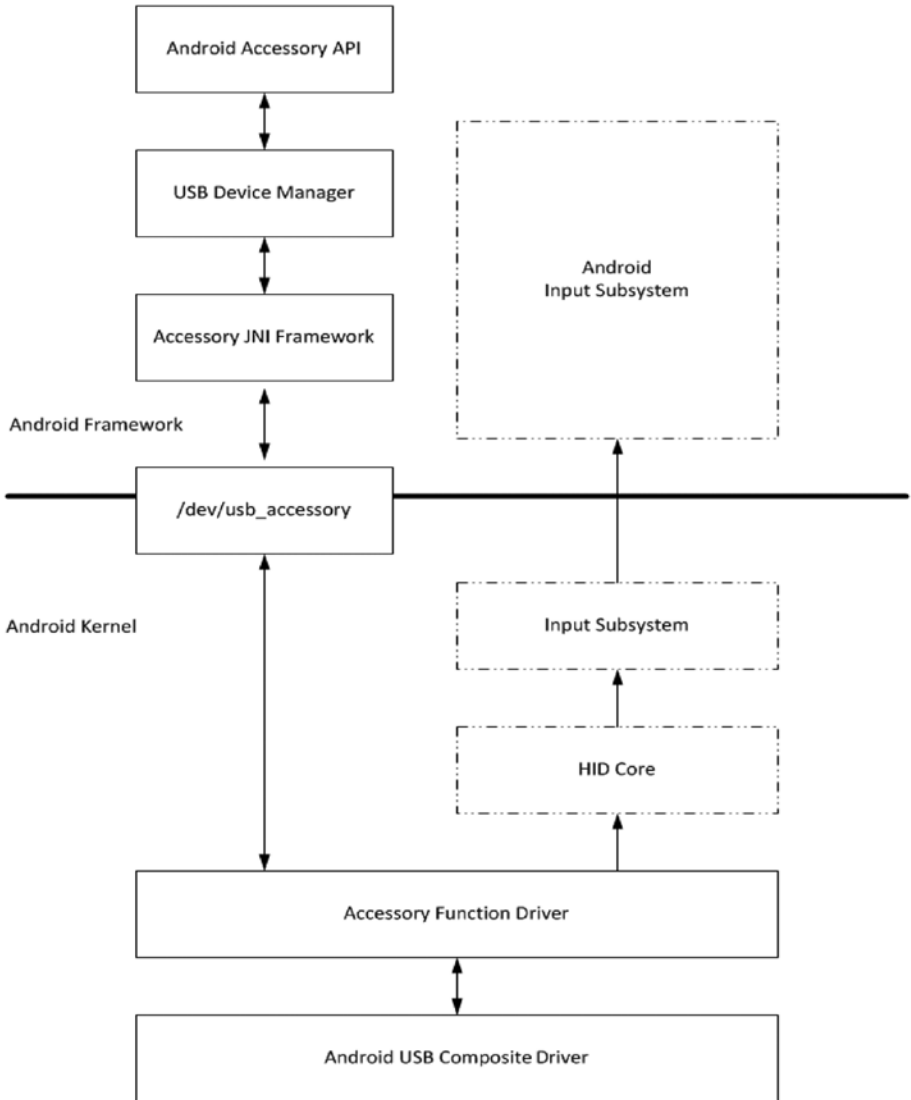 Android Accessory API
USB Device Manager
Android
Input Subsystem
Accessory JNI Framework
Android Framework
/dev/usb_accessory
Android Kernel
Input Subsystem
HID Core
Accessory Function Driver
Android USB Composite Driver